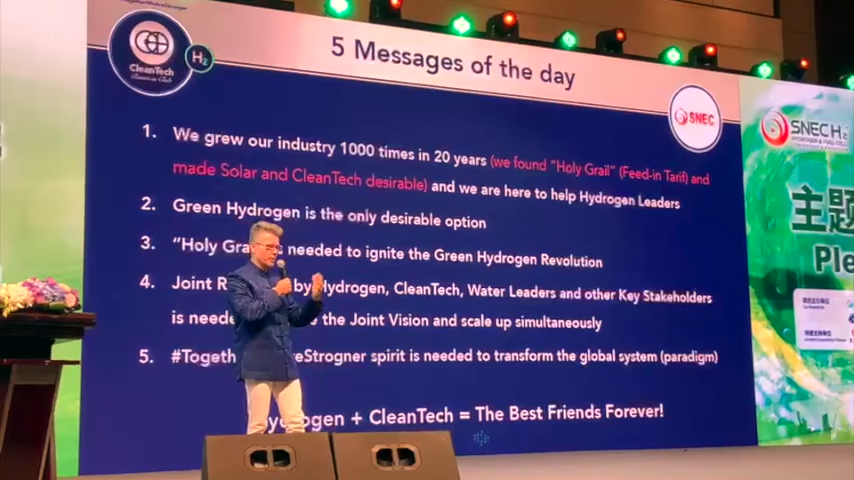 5 Messages of the day
CleanTech
Business Club
H2
SNEC
1. We grew our industry 1000 times in 20 years (we found "Holy Grail" (Feed-in Tarif) and
made Solar and CleanTech desirable) and we are here to help Hydrogen Leaders
2. Green Hydrogen is the only desirable option
3. "Holy is needed to ignite the Green Hydrogen Revolution
4. Joint by Hydrogen, CleanTech, Water Leaders and other Key Stakeholders
is the Joint Vision and scale up simultaneously
5. #Togeth reStrogner spirit is needed to transform the global system (paradigm)
ydrogen + CleanTech = The Best Friends Forever!
SNEC H2
HYDROGEN & FUEL CELL
主题
Ple